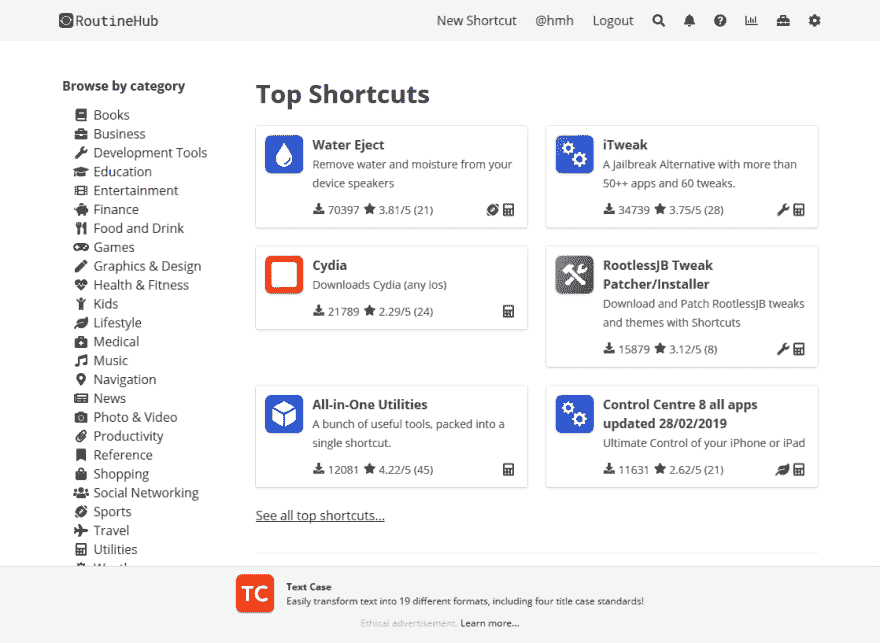 RoutineHub
New Shortcut @hmh Logout
Browse by category
Books
Business
Development Tools
Education
Entertainment
Finance
Food and Drink
Games
Graphics & Design
Health & Fitness
Kids
Lifestyle
Medical
Music
Navigation
News
Photo & Video
Productivity
Reference
Shopping
Social Networking
Sports
Travel
Utilities
Top Shortcuts
Water Eject
Remove water and moisture from your
device speakers
70397 3.81/5 (21)
iTweak
A Jailbreak Alternative with more than
50++ apps and 60 tweaks.
34739 3.75/5 (28)
Cydia
Downloads Cydia (any ios)
21789 2.29/5 (24)
RootlessJB Tweak
Patcher/Installer
Download and Patch RootlessJB tweaks
and themes with Shortcuts
15879 3.12/5 (8)
All-in-One Utilities
A bunch of useful tools, packed into a
single shortcut.
12081 4.22/5 (45)
Control Centre 8 all apps
updated 28/02/2019
Ultimate Control of your iPhone or iPad
11631 2.62/5 (21)
See all top shortcuts...
TC
Text Case
Easily transform text into 19 different formats, including four title case standards!
Ethical advertisement. Learn more...